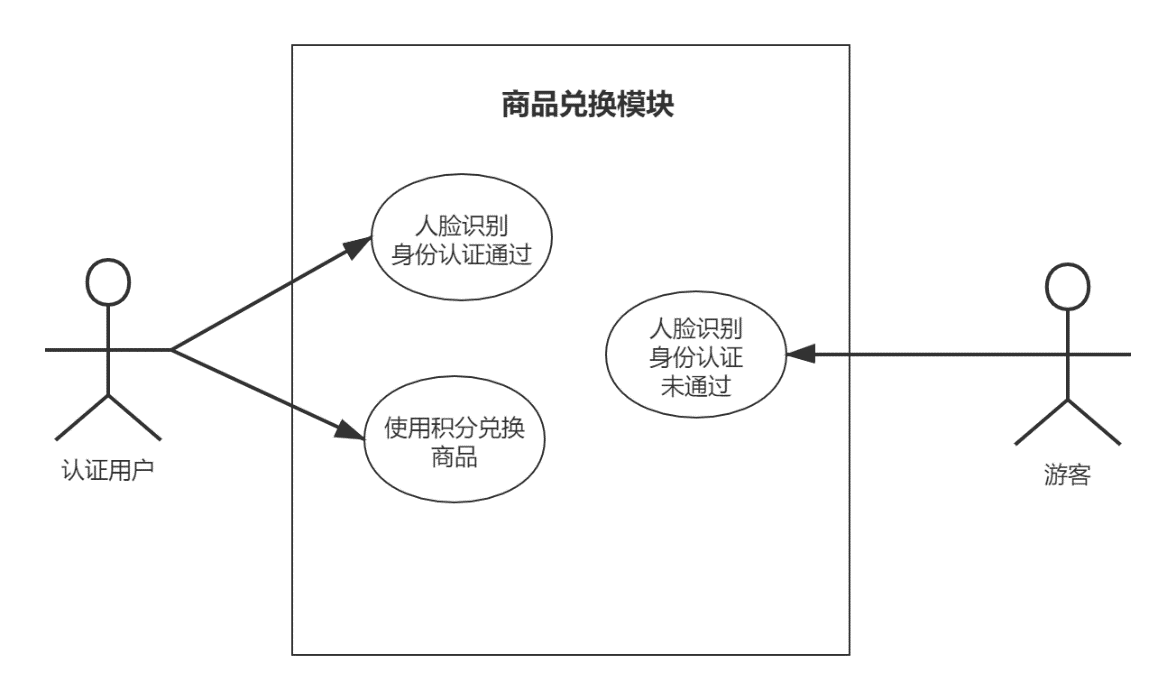 商品兑换模块
人脸识别
身份认证通过
人脸识别
身份认证
未通过
使用积分兑换
商品
认证用户
游客